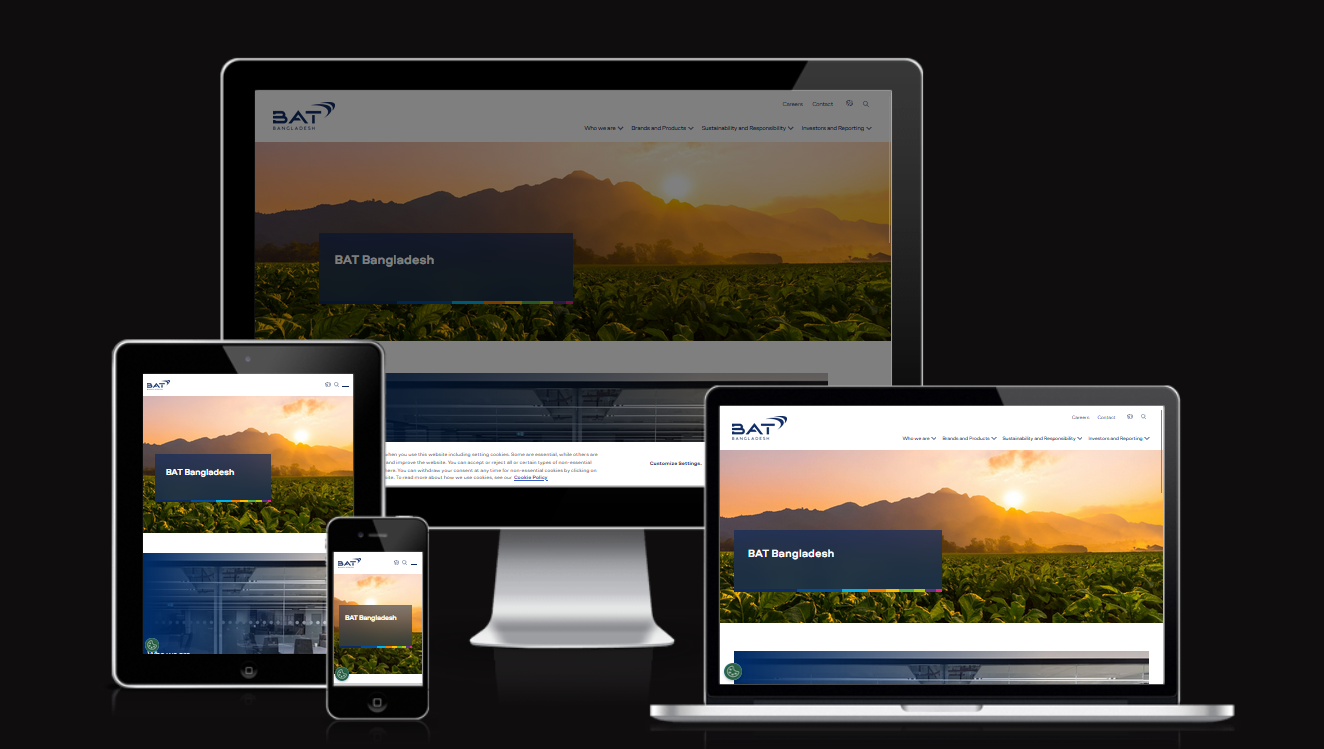 BAT
BANGLADESH
Careers Contact
Who we are Brands and Products Sustainability and Responsibility Investors and Reporting
BAT Bangladesh
when you use this website including setting cookies. Some are essential, while others are
and improve the website. You can accept or reject all or certain types of non-essential
here. You can withdraw your consent at any time for non-essential cookies by clicking on
site. To read more about how we use cookies, see our Cookie Policy
Customize Settings.
BAT
BANGLADESH
BAT Bangladesh
Who we are
BAT
BANGLADESH
BAT Bangladesh
BAT
BANGLADESH
Careers Contact
Who we are Brands and Products Sustainability and Responsibility Investors and Reporting
BAT Bangladesh